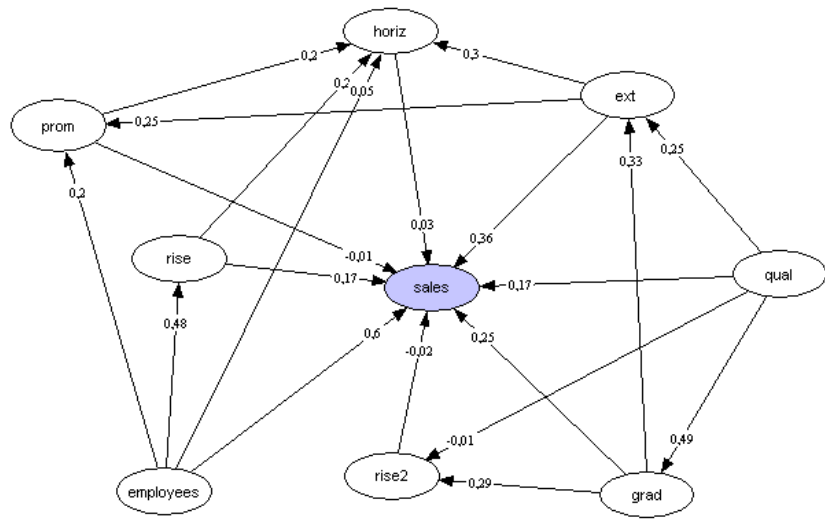 horiz
0,2
0,3
0,2
0,05
ext
prom
0,25
0,25
0,33
0,2
0,03
0,36
-0,01
rise
0,17
sales
0,17
qual
0,48
0,6
0,25
-0,02
-0,01
0,49
employees
rise2
0,29
grad